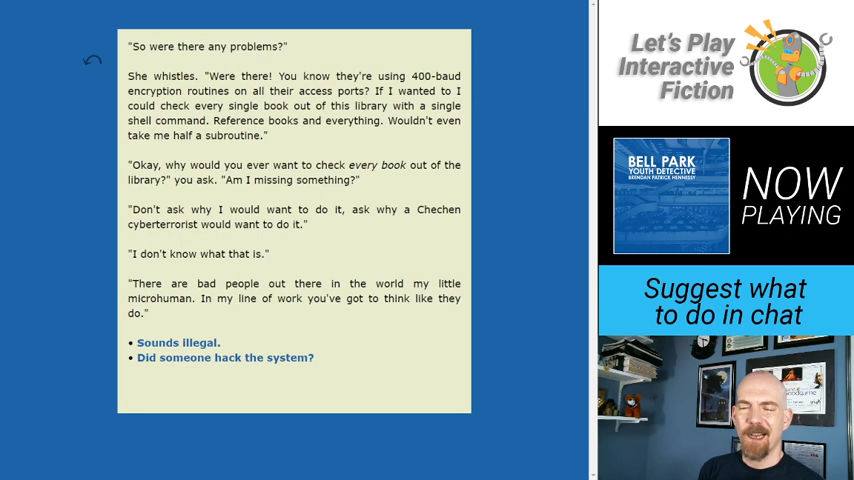 "So were there any problems?"
She whistles. "Were there! You know they're using 400-baud
encryption routines on all their access ports? If I wanted to I
could check every single book out of this library with a single
shell command. Reference books and everything. Wouldn't even
take me half a subroutine."
"Okay, why would you ever want to check every book out of the
library?" you ask. "Am I missing something?"
"Don't ask why I would want to do it, ask why a Chechen
cyberterrorist would want to do it."
"I don't know what that is."
"There are bad people out there in the world my little
microhuman. In my line of work you've got to think like they
do."
• Sounds illegal.
• Did someone hack the system?
Let's Play
Interactive
Fiction
BELL PARK
YOUTH DETECTIVE
BRENDAN PATRICK HENNESSY
NOW
PLAYING
Suggest what
to do in chat